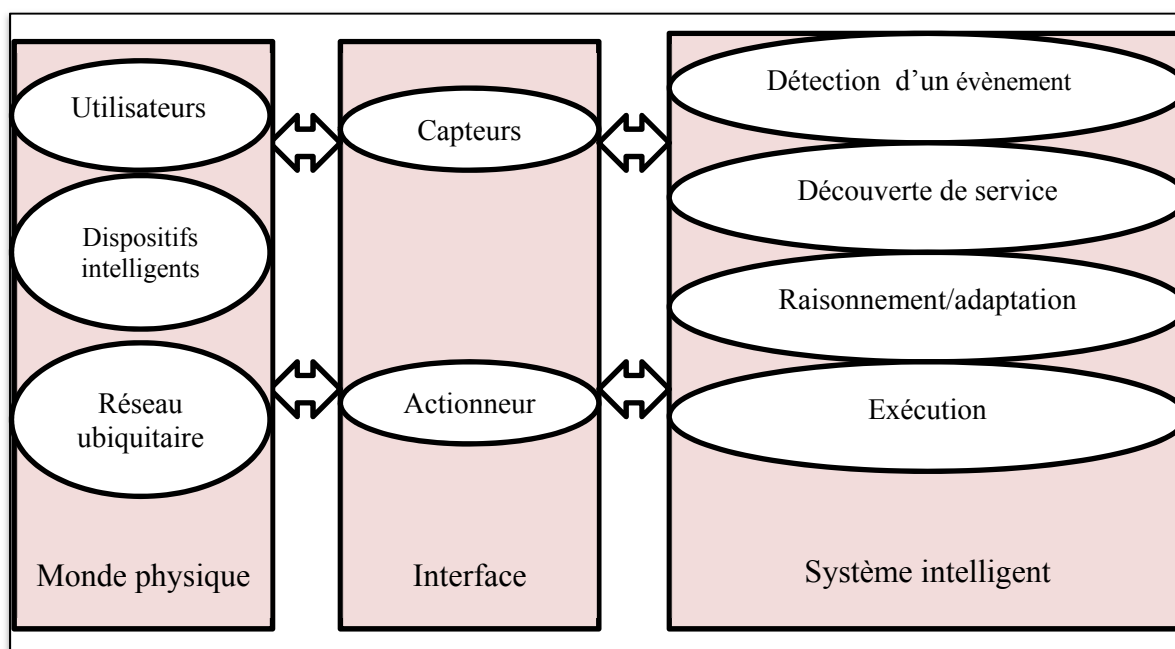 Utilisateurs
Dispositifs
intelligents
Réseau
ubiquitaire
Monde physique
Capteurs
Actionneur
Interface
Détection d’un évènement
Découverte de service
Raisonnement/adaptation
Exécution
Système intelligent